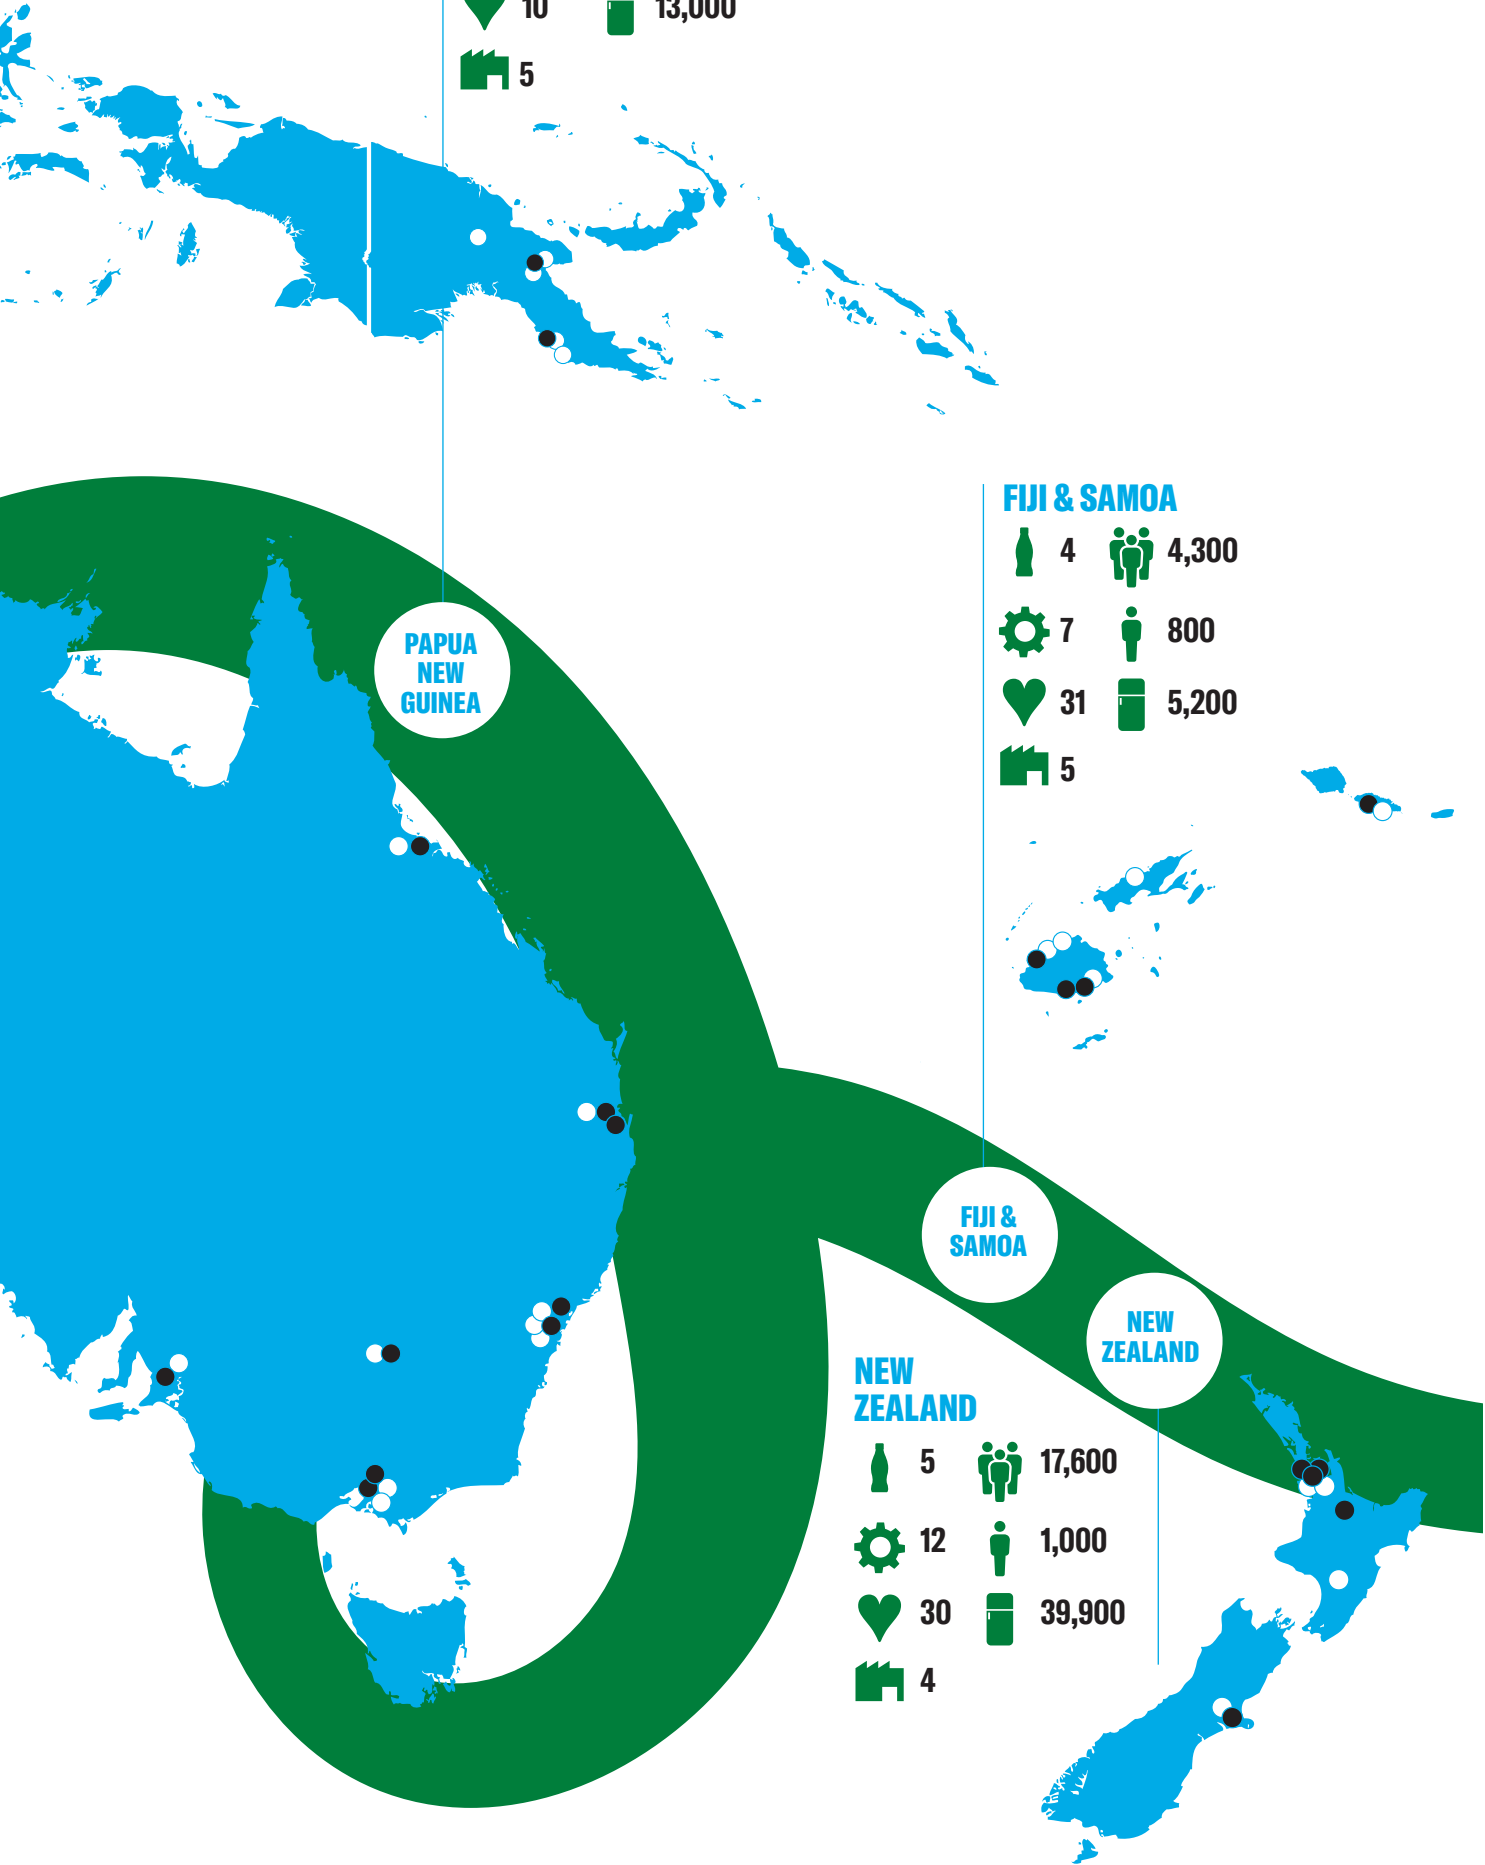 10 13,000
5
FIJI & SAMOA
4 4,300
7 800
31 5,200
5
PAPUA
NEW
GUINEA
FIJI &
SAMOA
NEW
ZEALAND
NEW
ZEALAND
5 17,600
12 1,000
30 39,900
4